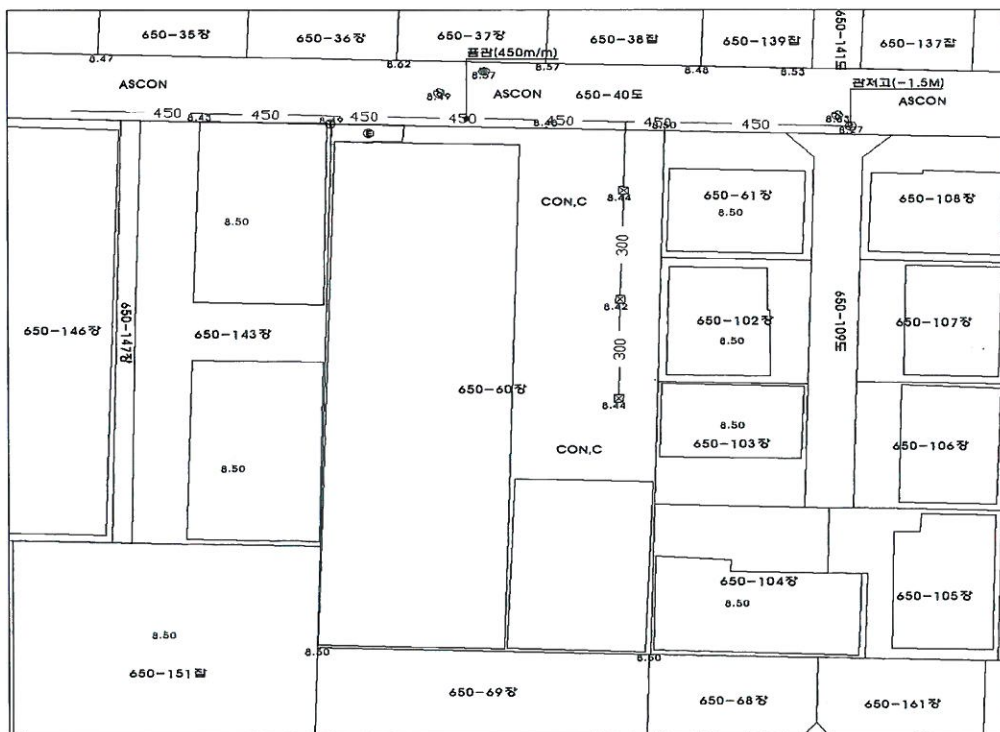 650-35장
650-36장
650-37장
650-38잡
650-139잡
650-141도
650-137잡
8.47
8.62
흄관(450m/m)
8.57
8.57
8.48
8.53
관저고(-1.5M)
ASCON
8.49
ASCON
650-40도
ASCON
450
8.43
450
8.49
450
450
8.46
450
450
8.50
450
8.27
650-146장
650-147장
8.50
650-143장
8.50
650-60장
CON,C
8.44
300
8.42
300
8.44
CON,C
650-61장
8.50
650-102장
8.50
8.50
650-103장
650-109도
650-108장
650-107장
650-106장
650-104장
8.50
650-105장
8.50
650-151잡
8.50
8.50
650-69장
650-68장
650-161장